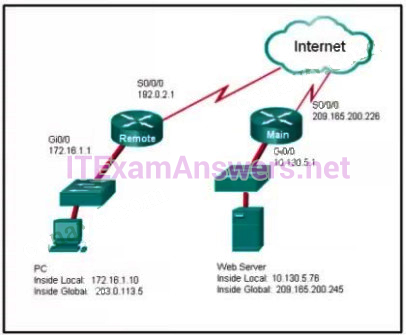 Internet
S0/0/0
192.0.2.1
S0/0/0
209.165.200.226
Remote
Main
Gi0/0
172.16.1.1
Gi0/0
10.130.5.1
ITExamAnswers.net
PC
Inside Local: 172.16.1.10
Inside Global: 203.0.113.5
Web Server
Inside Local: 10.130.5.76
Inside Global: 209.165.200.245